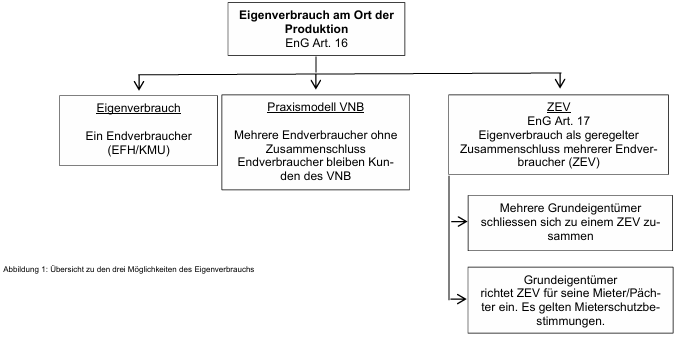 Eigenverbrauch am Ort der
Produktion
EnG Art. 16
Eigenverbrauch
Ein Endverbraucher
(EFH/KMU)
Praxismodell VNB
Mehrere Endverbraucher ohne
Zusammenschluss
Endverbraucher bleiben Kun-
den des VNB
ZEV
EnG Art. 17
Eigenverbrauch als geregelter
Zusammenschluss mehrerer Endver-
braucher (ZEV)
Mehrere Grundeigentümer
schliessen sich zu einem ZEV zu-
sammen
Grundeigentümer
richtet ZEV für seine Mieter/Päch-
ter ein. Es gelten Mieterschutzbe-
stimmungen.
Abbildung 1: Übersicht zu den drei Möglichkeiten des Eigenverbrauchs